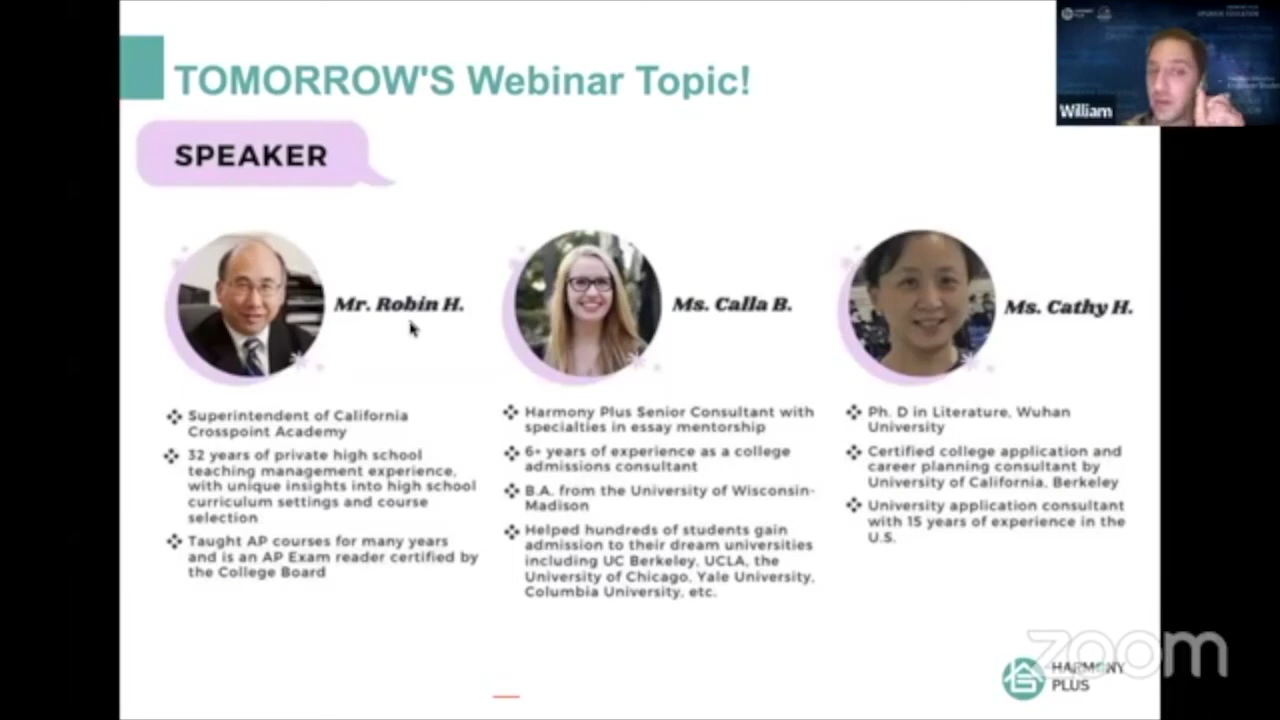 TOMORROW'S Webinar Topic!
William
SPEAKER
Mr. Robin H.
Ms. Calla B.
Ms. Cathy H.
Superintendent of California
Crosspoint Academy
32 years of private high school
teaching management experience,
with unique insights into high school
curriculum settings and course
selection
Taught AP courses for many years
and is an AP Exam reader certified by
the College Board
Harmony Plus Senior Consultant with
specialties in essay mentorship
6+ years of experience as a college
admissions consultant
B.A. from the University of Wisconsin-
Madison
Helped hundreds of students gain
admission to their dream universities
including UC Berkeley, UCLA, the
University of Chicago, Yale University,
Columbia University, etc.
Ph. D in Literature, Wuhan
University
Certified college application and
career planning consultant by
University of California, Berkeley
University application consultant
with 15 years of experience in the
U.S.
zoom
HARMONY
PLUS